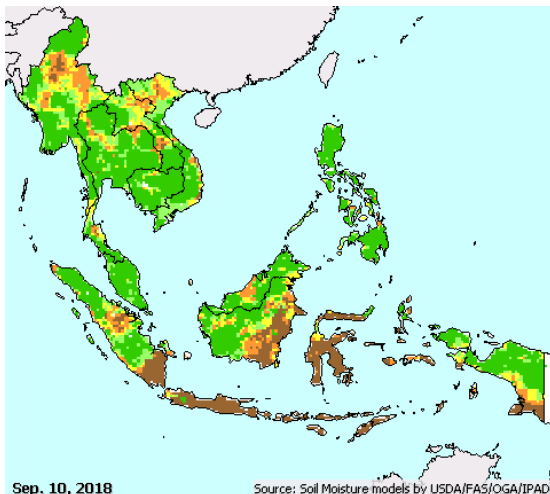 Sep. 10, 2018
Source: Soil Moisture models by USDA/FAS/OGA/IPAD